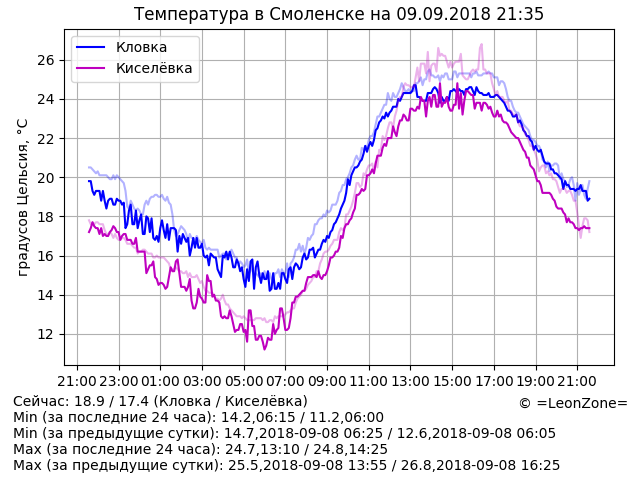 Температура в Смоленске на 09.09.2018 21:35
градусов Цельсия, °C
Кловка
Киселёвка
26
24
22
20
18
16
14
12
21:00 23:00 01:00 03:00 05:00 07:00 09:00 11:00 13:00 15:00 17:00 19:00 21:00
Сейчас: 18.9 / 17.4 (Кловка / Киселёвка)
© =LeonZone=
Min (за последние 24 часа): 14.2,06:15 / 11.2,06:00
Min (за предыдущие сутки): 14.7,2018-09-08 06:25 / 12.6,2018-09-08 06:05
Max (за последние 24 часа): 24.7,13:10 / 24.8,14:25
Max (за предыдущие сутки): 25.5,2018-09-08 13:55 / 26.8,2018-09-08 16:25